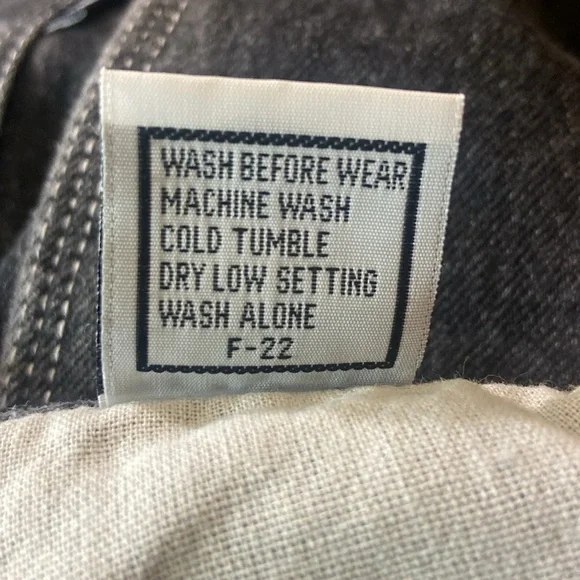 WASH BEFORE WEAR
MACHINE WASH
COLD TUMBLE
DRY LOW SETTING
WASH ALONE
F-22